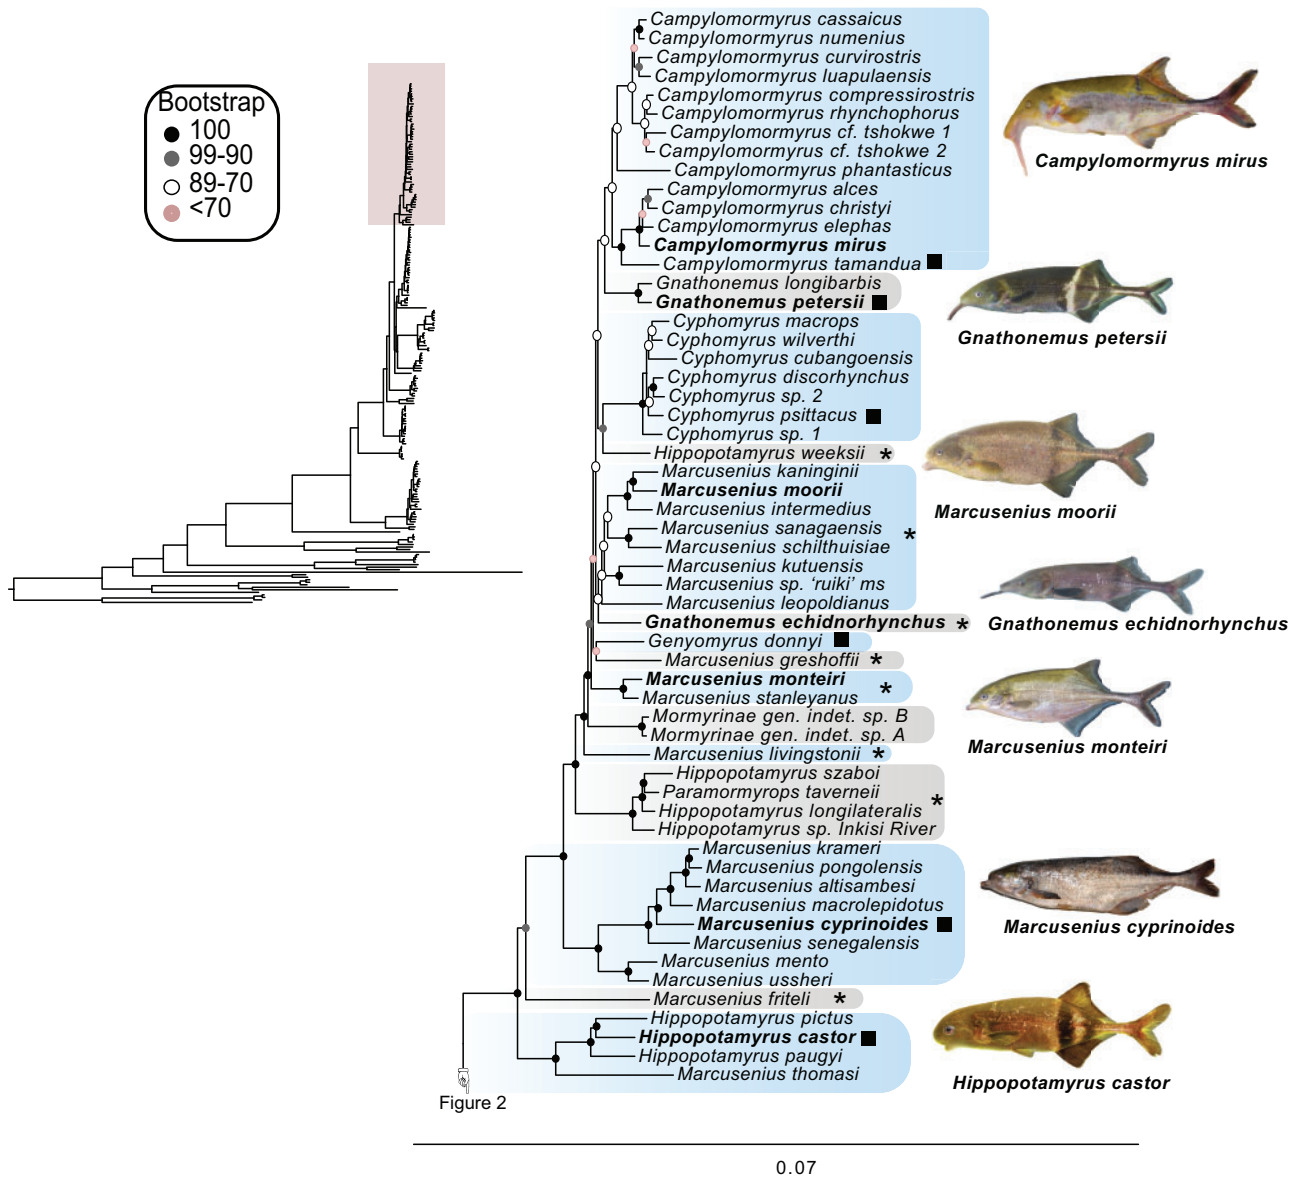 Bootstrap
100
99-90
89-70
<70
Campylomormyrus cassaicus
Campylomormyrus numenius
Campylomormyrus curvirostris
Campylomormyrus luapulaensis
Campylomormyrus compressirostris
Campylomormyrus rhynchophorus
Campylomormyrus cf. tshokwe 1
Campylomormyrus cf. tshokwe 2
Campylomormyrus phantasticus
Campylomormyrus alces
Campylomormyrus christyi
Campylomormyrus elephas
Campylomormyrus mirus
Campylomormyrus tamandua
Gnathonemus longibarbis
Gnathonemus petersii
Cyphomyrus macrops
Cyphomyrus wilverthi
Cyphomyrus cubangoensis
Cyphomyrus discorhynchus
Cyphomyrus sp. 2
Cyphomyrus psittacus
Cyphomyrus sp. 1
Hippopotamyrus weeksii *
Marcusenius kaninginii
Marcusenius moorii
Marcusenius intermedius
Marcusenius sanagaensis *
Marcusenius schilthuisiae
Marcusenius kutuensis
Marcusenius sp. ‘ruiki’ ms
Marcusenius leopoldianus
Gnathonemus echidnorhynchus *
Genyomyrus donnyi
Marcusenius greshoffii *
Marcusenius monteiri *
Marcusenius stanleyanus
Mormyrinae gen. indet. sp. B
Mormyrinae gen. indet. sp. A
Marcusenius livingstonii *
Hippopotamyrus szaboi
Paramormyrops taverneii *
Hippopotamyrus longilateralis
Hippopotamyrus sp. Inkisi River
Marcusenius krameri
Marcusenius pongolensis
Marcusenius altisambesi
Marcusenius macrolepidotus
Marcusenius cyprinoides
Marcusenius senegalensis
Marcusenius mento
Marcusenius ussheri
Marcusenius friteli *
Hippopotamyrus pictus
Hippopotamyrus castor
Hippopotamyrus paugyi
Marcusenius thomasi
Figure 2
0.07
Campylomormyrus mirus
Gnathonemus petersii
Marcusenius moorii
Gnathonemus echidnorhynchus
Marcusenius monteiri
Marcusenius cyprinoides
Hippopotamyrus castor